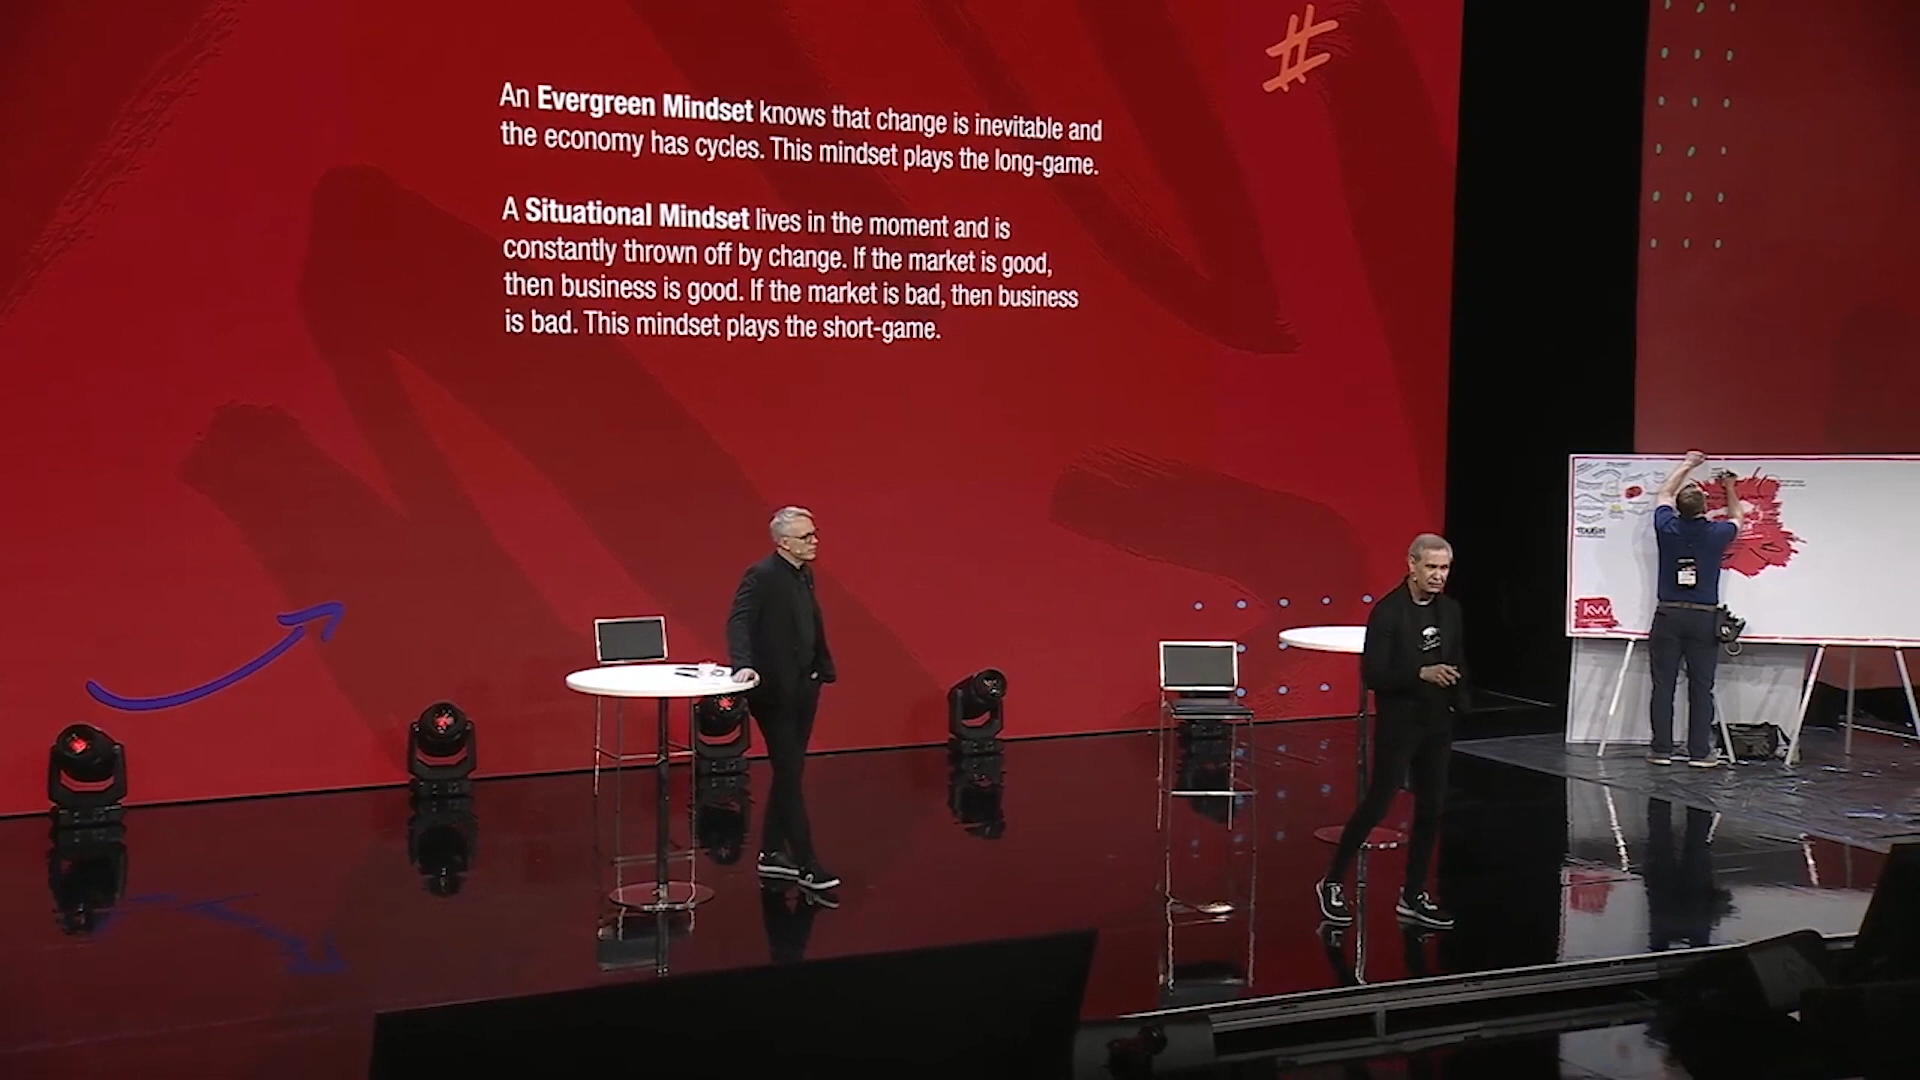 #
An Evergreen Mindset knows that change is inevitable and
the economy has cycles. This mindset plays the long-game.
A Situational Mindset lives in the moment and is
constantly thrown off by change. If the market is good,
then business is good. If the market is bad, then business
is bad. This mindset plays the short-game.
TOUGH
kw